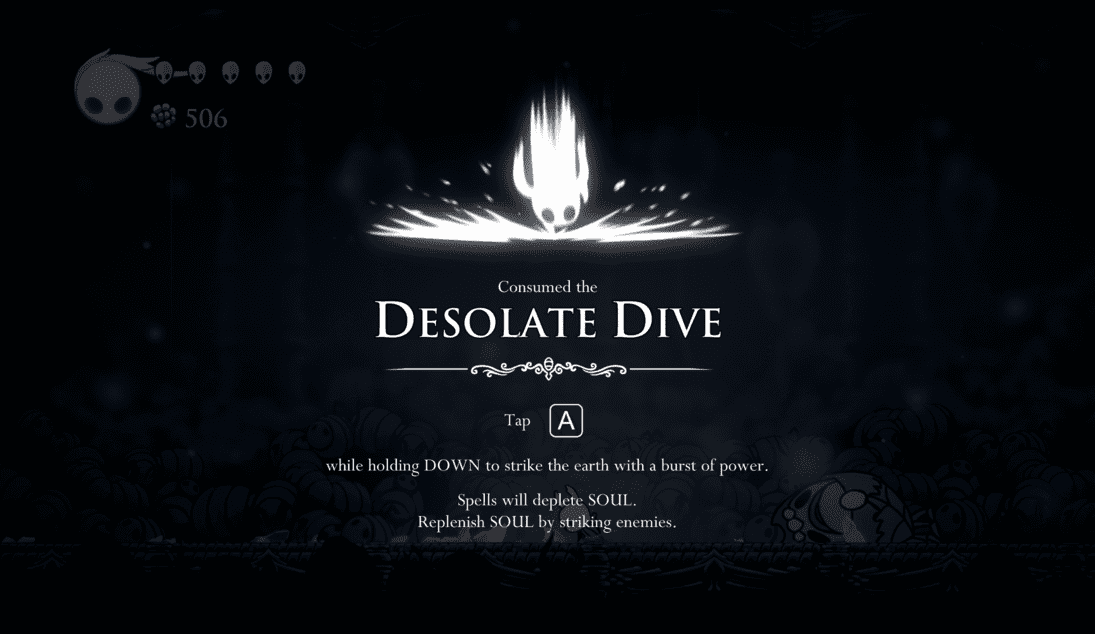 506
Consumed the
DESOLATE DIVE
Tap A
while holding DOWN to strike the earth with a burst of power.
Spells will deplete SOUL.
Replenish SOUL by striking enemies.